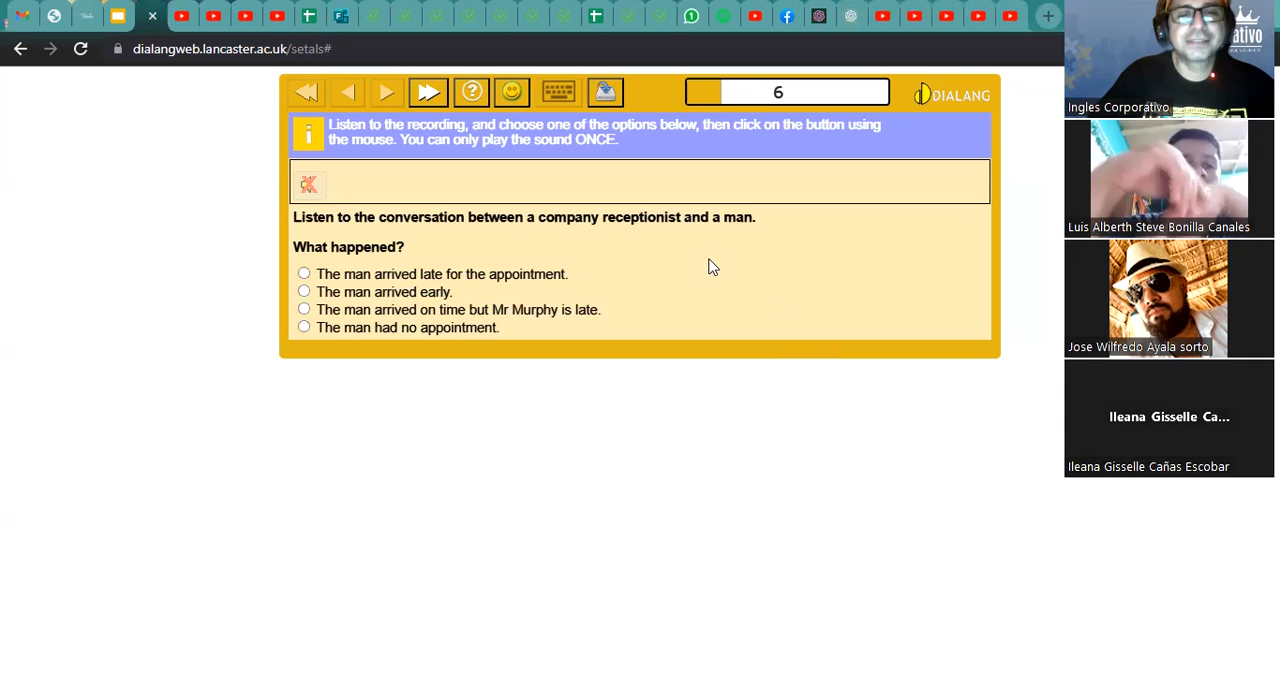 dialangweb.lancaster.ac.uk/setals#
6
DIALANG
i
Listen to the recording, and choose one of the options below, then click on the button using
the mouse. You can only play the sound ONCE.
Listen to the conversation between a company receptionist and a man.
What happened?
The man arrived late for the appointment.
The man arrived early.
The man arrived on time but Mr Murphy is late.
The man had no appointment.
Ingles Corporativo
Luis Alberth Steve Bonilla Canales
Jose Wilfredo Ayala sorto
Ileana Gisselle Ca...
Ileana Gisselle Cañas Escobar